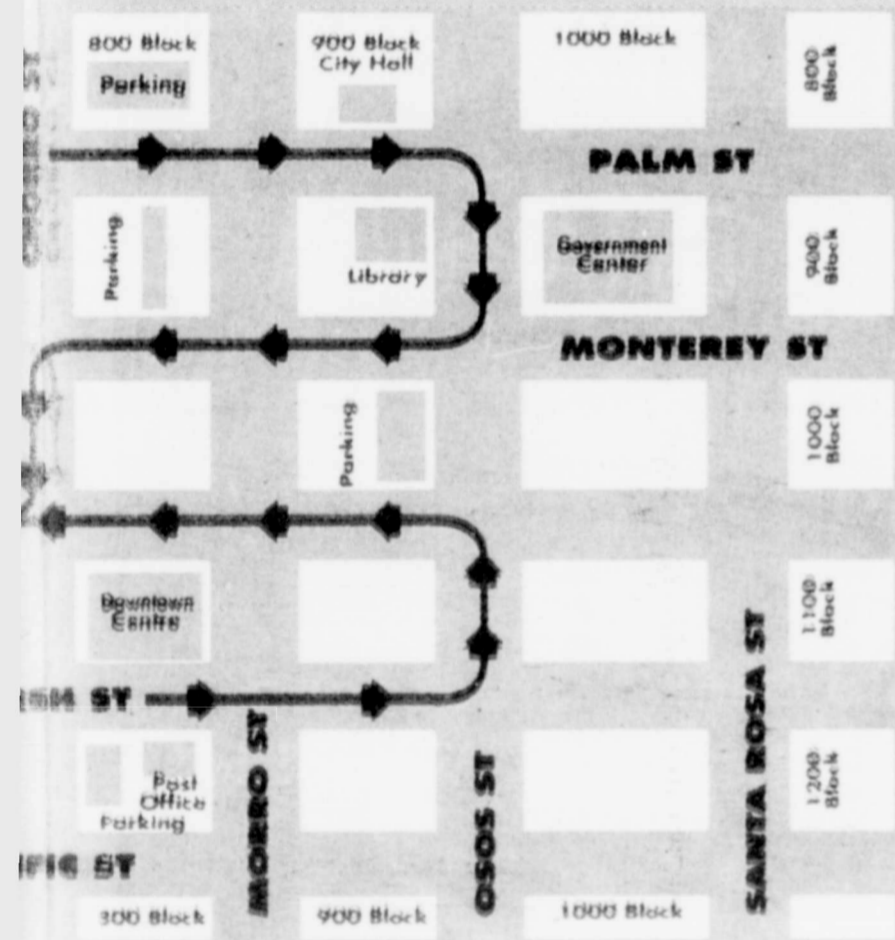 800 Block
Parking
900 Block
City Hall
1000 Block
800
Block
PALM ST
Parking
Library
Government
Center
900
Block
MONTEREY ST
Parking
1000
Block
Downtown
Centre
1100
Block
ST
MORRO ST
OSOS ST
SANTA ROSA ST
Post
Office
Parking
1200
Block
ST
Block
900 Block
1000 Block